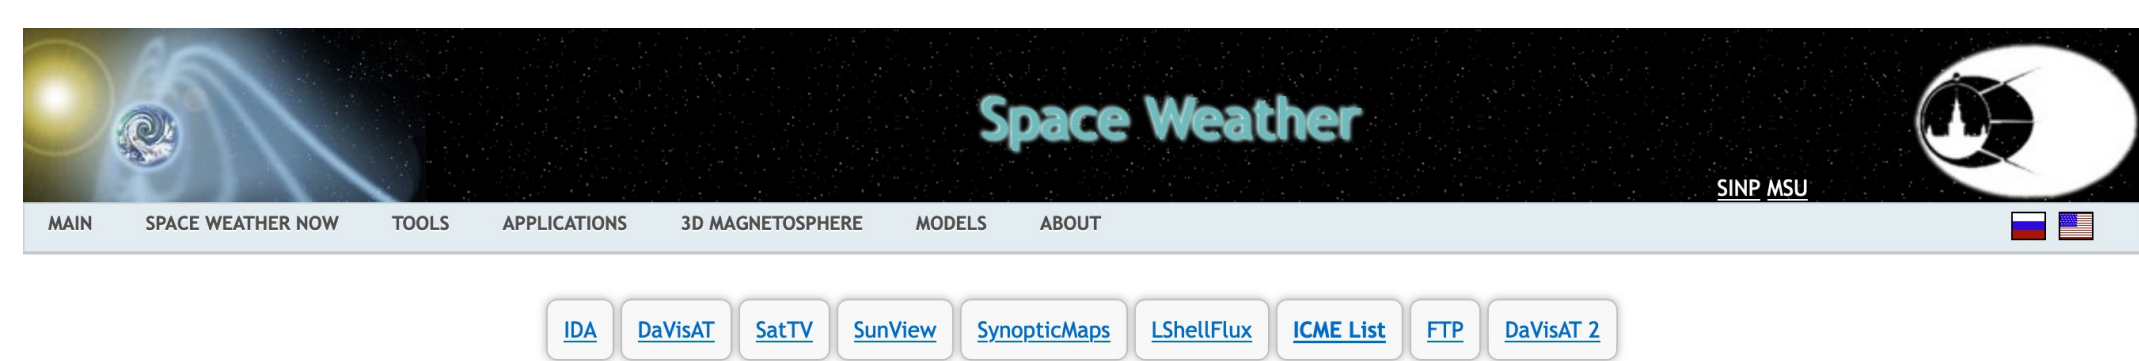 Space Weather
SINP MSU
MAIN SPACE WEATHER NOW TOOLS APPLICATIONS 3D MAGNETOSPHERE MODELS ABOUT
IDA DaVisAT SatTV SunView SynopticMaps LShellFlux ICME List FTP DaVisAT 2